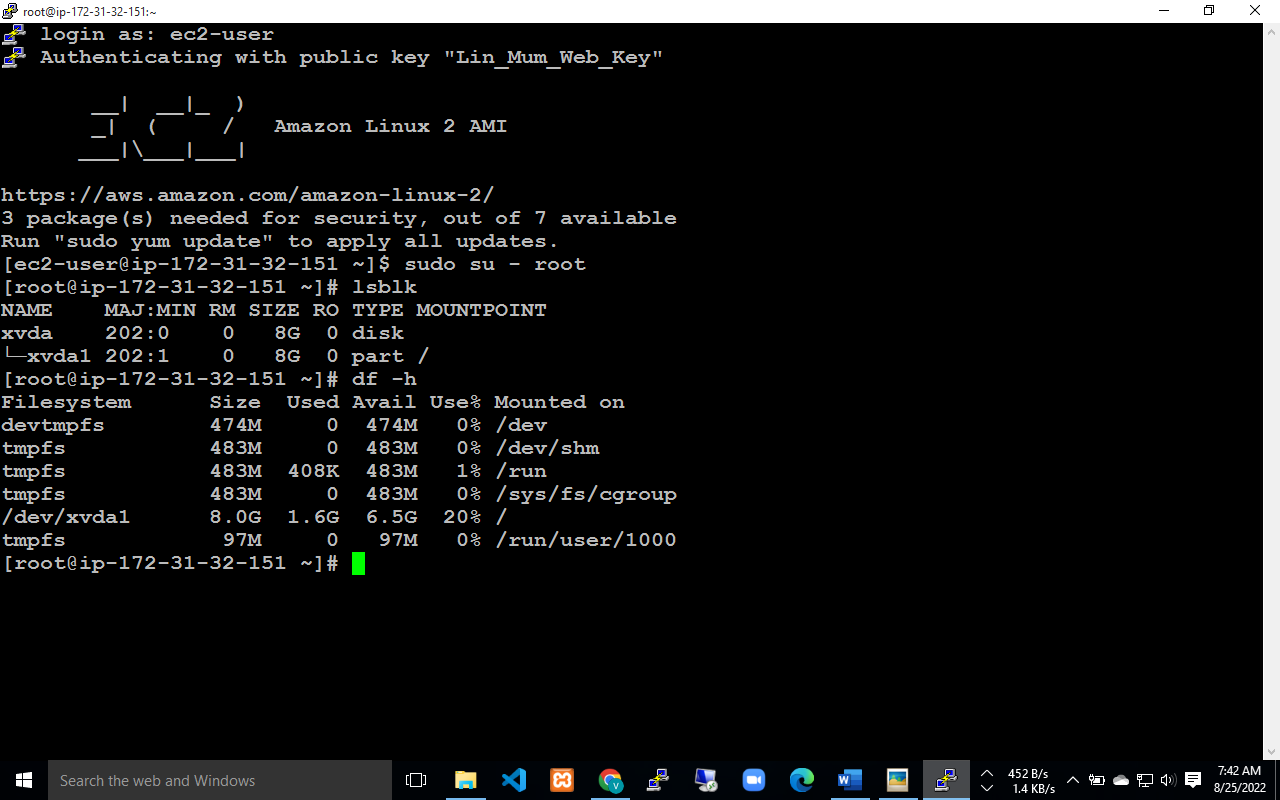 root@ip-172-31-32-151:~
login as: ec2-user
Authenticating with public key "Lin_Mum_Web_Key"
       __|  __|_  )
       _|  (     /   Amazon Linux 2 AMI
      ___|\___|___|
https://aws.amazon.com/amazon-linux-2/
3 package(s) needed for security, out of 7 available
Run "sudo yum update" to apply all updates.
[ec2-user@ip-172-31-32-151 ~]$ sudo su - root
[root@ip-172-31-32-151 ~]# lsblk
NAME    MAJ:MIN RM SIZE RO TYPE MOUNTPOINT
xvda    202:0    0   8G  0 disk
└─xvda1 202:1    0   8G  0 part /
[root@ip-172-31-32-151 ~]# df -h
Filesystem      Size  Used Avail Use% Mounted on
devtmpfs        474M     0  474M   0% /dev
tmpfs           483M     0  483M   0% /dev/shm
tmpfs           483M  408K  483M   1% /run
tmpfs           483M     0  483M   0% /sys/fs/cgroup
/dev/xvda1      8.0G  1.6G  6.5G  20% /
tmpfs            97M     0   97M   0% /run/user/1000
[root@ip-172-31-32-151 ~]#
Search the web and Windows
V
W
452 B/s
1.4 KB/s
7:42 AM
8/25/2022